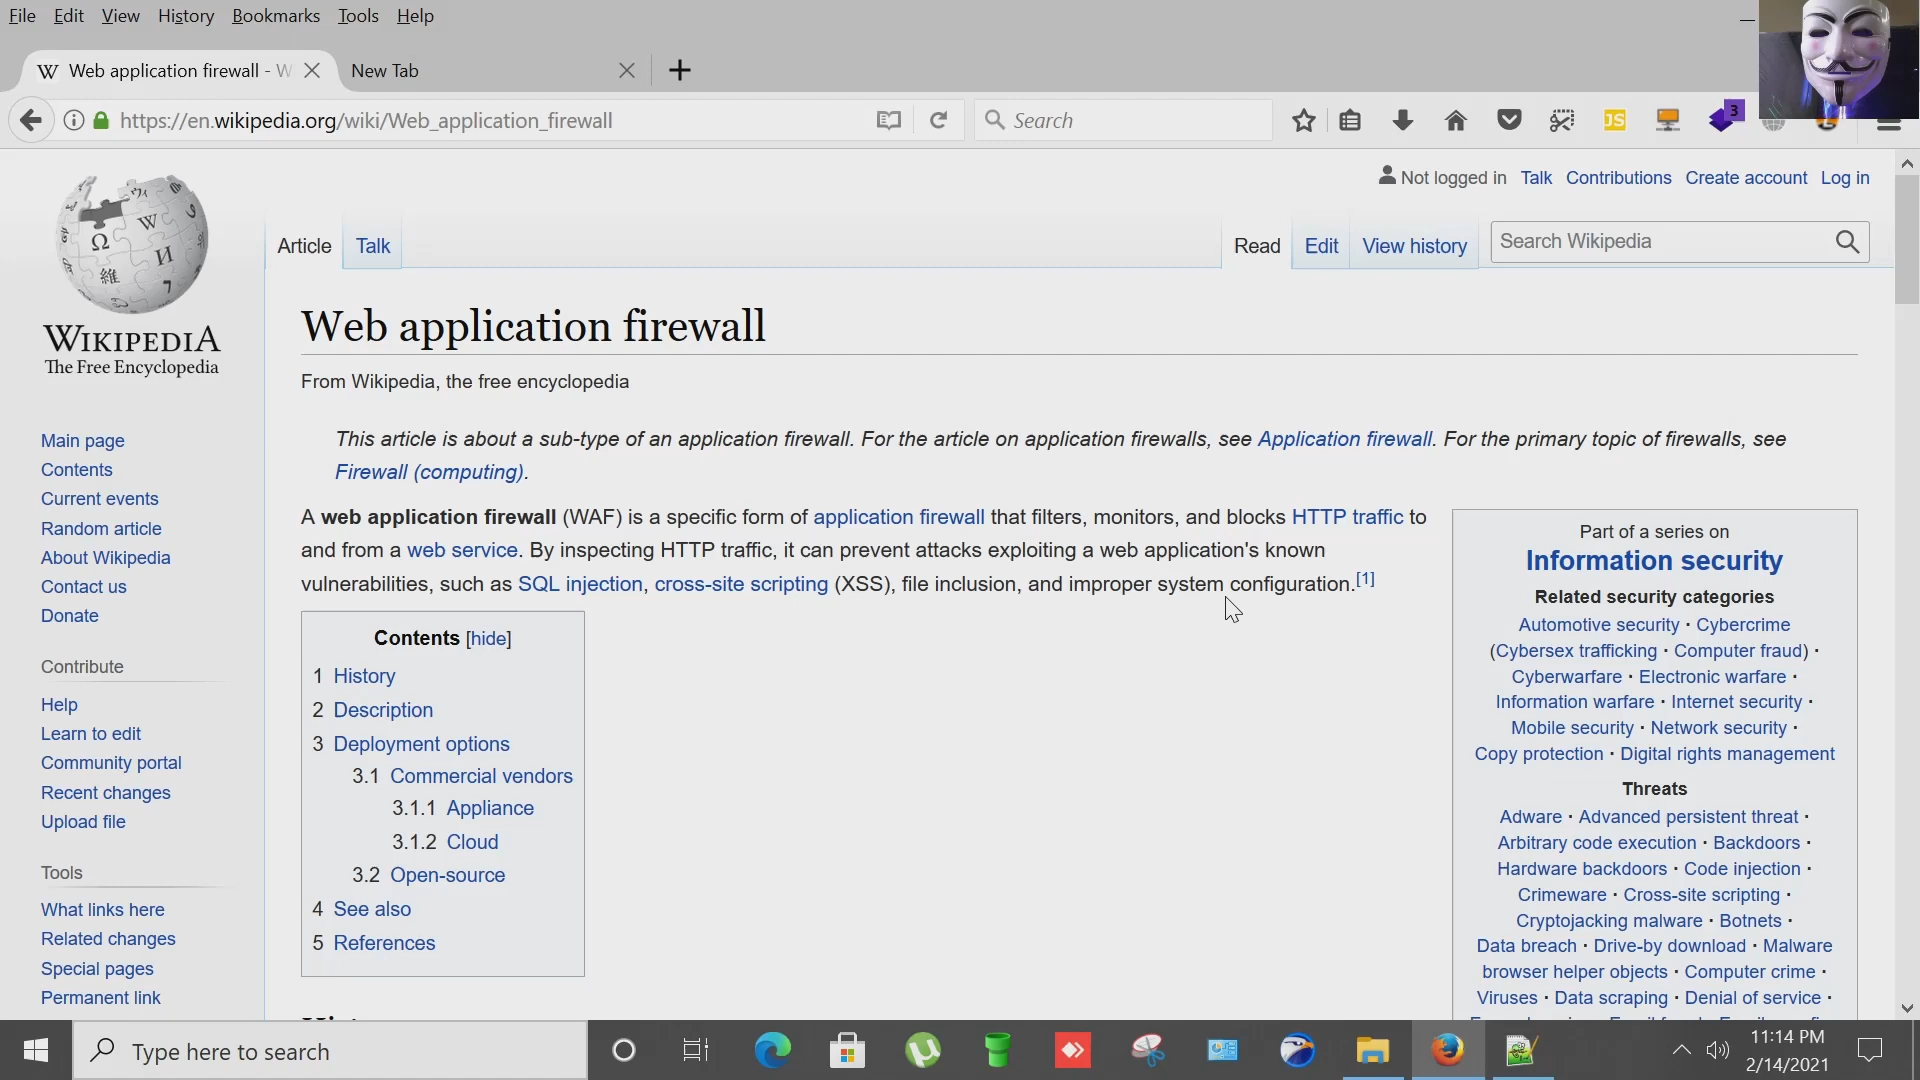 File Edit View History Bookmarks Tools Help
Web application firewall - W
New Tab
https://en.wikipedia.org/wiki/Web_application_firewall
Search
JS
3
Not logged in Talk Contributions Create account Log in
Article Talk Read Edit View history Search Wikipedia
WIKIPEDIA
The Free Encyclopedia
Main page
Contents
Current events
Random article
About Wikipedia
Contact us
Donate
Contribute
Help
Learn to edit
Community portal
Recent changes
Upload file
Tools
What links here
Related changes
Special pages
Permanent link
Web application firewall
From Wikipedia, the free encyclopedia
This article is about a sub-type of an application firewall. For the article on application firewalls, see Application firewall. For the primary topic of firewalls, see
Firewall (computing).
A web application firewall (WAF) is a specific form of application firewall that filters, monitors, and blocks HTTP traffic to
and from a web service. By inspecting HTTP traffic, it can prevent attacks exploiting a web application's known
vulnerabilities, such as SQL injection, cross-site scripting (XSS), file inclusion, and improper system configuration.[1]
Contents [hide]
1 History
2 Description
3 Deployment options
3.1 Commercial vendors
3.1.1 Appliance
3.1.2 Cloud
3.2 Open-source
4 See also
5 References
Part of a series on
Information security
Related security categories
Automotive security · Cybercrime
(Cybersex trafficking · Computer fraud) ·
Cyberwarfare · Electronic warfare ·
Information warfare · Internet security ·
Mobile security · Network security ·
Copy protection · Digital rights management
Threats
Adware · Advanced persistent threat ·
Arbitrary code execution · Backdoors ·
Hardware backdoors · Code injection ·
Crimeware · Cross-site scripting ·
Cryptojacking malware · Botnets ·
Data breach · Drive-by download · Malware
browser helper objects · Computer crime ·
Viruses · Data scraping · Denial of service ·
Type here to search
11:14 PM
2/14/2021